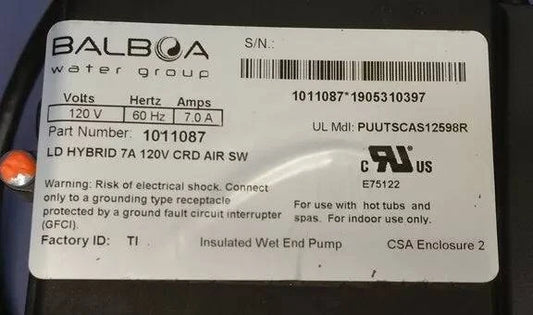 BALBOA
water group
S/N.:
1011087*1905310397
Volts Hertz Amps
120 V 60 Hz 7.0 A
Part Number: 1011087
UL Mdl: PUUTSCAS12598R
LD HYBRID 7A 120V CRD AIR SW
C RU US
E75122
Warning: Risk of electrical shock. Connect
only to a grounding type receptacle
protected by a ground fault circuit interrupter
(GFCI).
For use with hot tubs and
spas. For indoor use only.
Factory ID: TI
Insulated Wet End Pump
CSA Enclosure 2